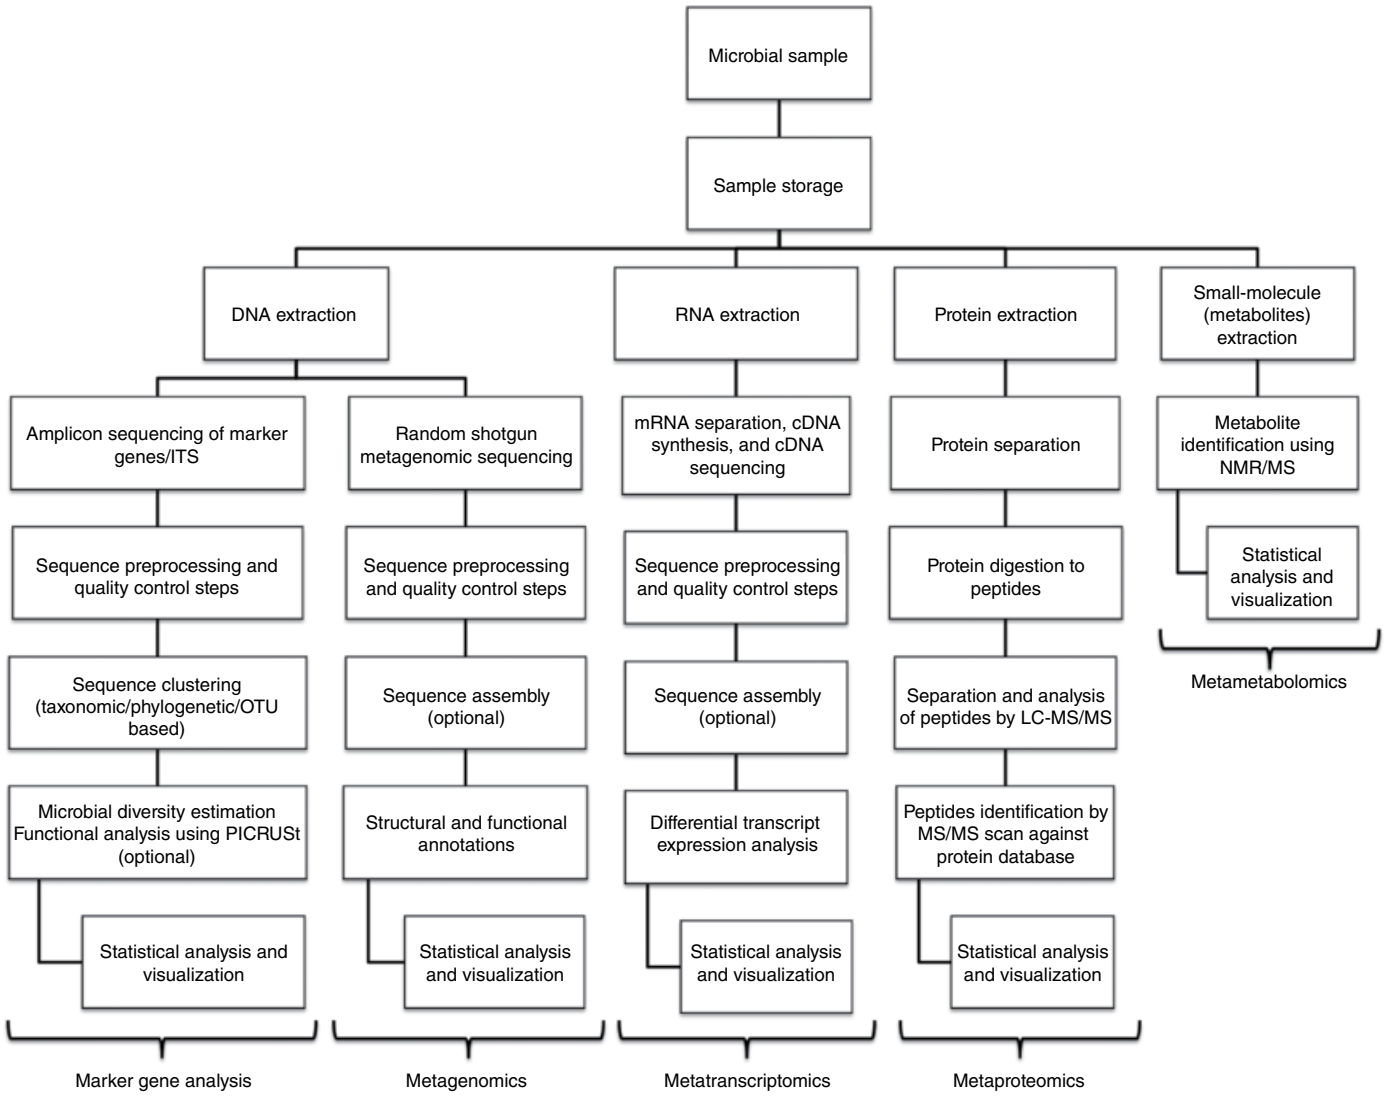 Microbial sample
Sample storage
DNA extraction
RNA extraction
Protein extraction
Small-molecule
(metabolites)
extraction
Amplicon sequencing of marker
genes/ITS
Random shotgun
metagenomic sequencing
mRNA separation, cDNA
synthesis, and cDNA
sequencing
Protein separation
Metabolite
identification using
NMR/MS
Sequence preprocessing and
quality control steps
Sequence preprocessing
and quality control steps
Sequence preprocessing
and quality control steps
Protein digestion to
peptides
Statistical
analysis and
visualization
Sequence clustering
(taxonomic/phylogenetic/OTU
based)
Sequence assembly
(optional)
Sequence assembly
(optional)
Separation and analysis
of peptides by LC-MS/MS
Metametabolomics
Microbial diversity estimation
Functional analysis using PICRUSt
(optional)
Structural and functional
annotations
Differential transcript
expression analysis
Peptides identification by
MS/MS scan against
protein database
Statistical analysis and
visualization
Statistical analysis
and visualization
Statistical analysis
and visualization
Statistical analysis
and visualization
Marker gene analysis
Metagenomics
Metatranscriptomics
Metaproteomics